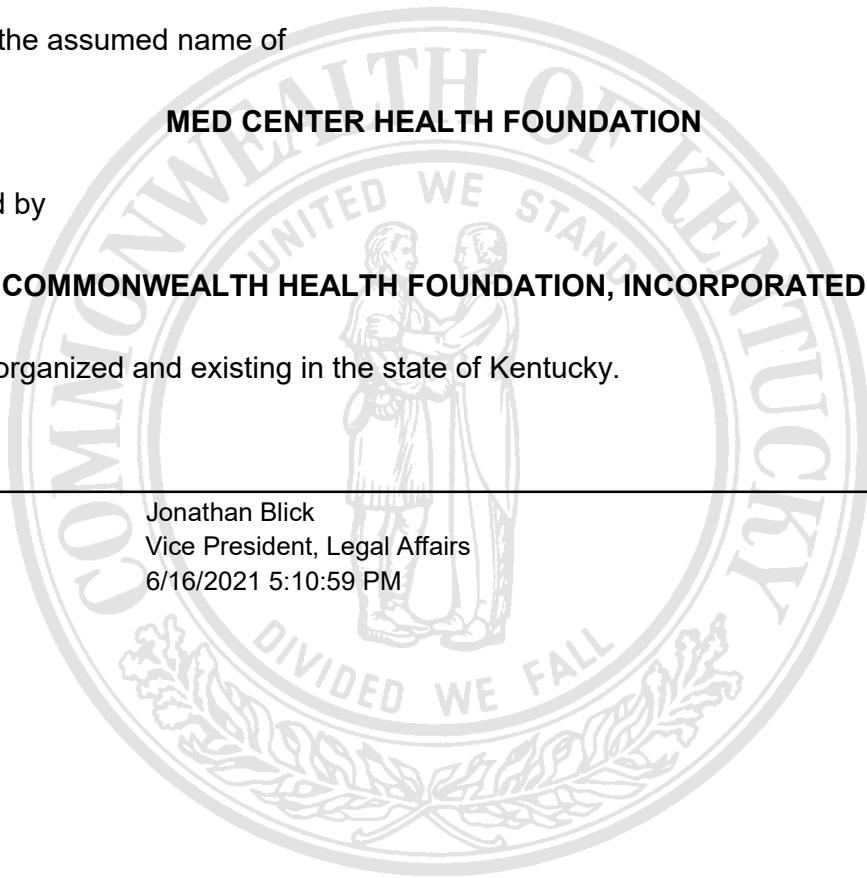 the assumed name of
MED CENTER HEALTH FOUNDATION
d by
COMMONWEALTH HEALTH FOUNDATION, INCORPORATED
organized and existing in the state of Kentucky.
Jonathan Blick
Vice President, Legal Affairs
6/16/2021 5:10:59 PM
COMMONWEALTH OF KENTUCKY
UNITED WE STAND
DIVIDED WE FALL